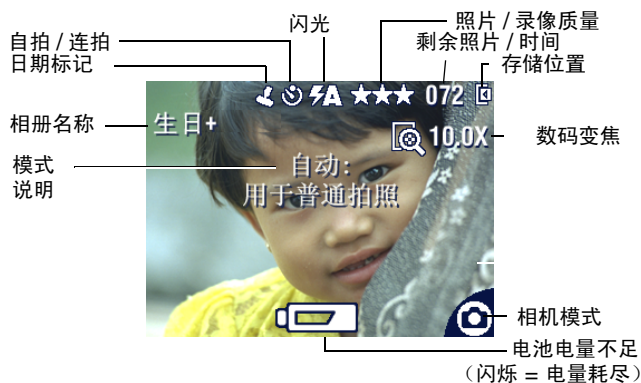 闪光
照片 / 录像质量
自拍 / 连拍
剩余照片 / 时间
日期标记
存储位置
A ★★★ 072
相册名称
生日+
10.0X
数码变焦
模式
说明
自动:
用于普通拍照
相机模式
电池电量不足
（闪烁 = 电量耗尽）